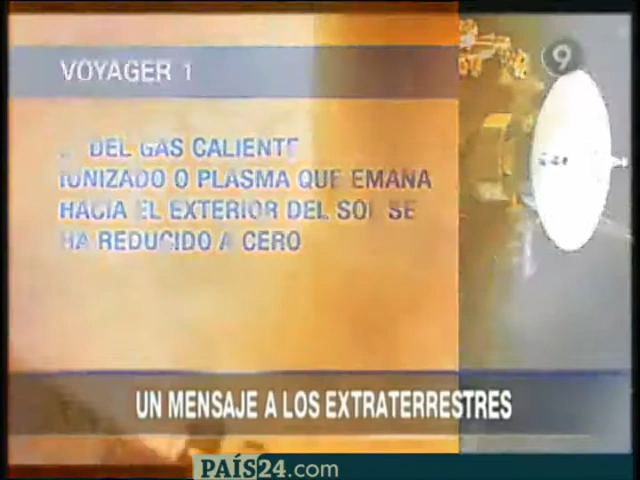 VOYAGER 1
9
DEL GAS CALIENTE
IONIZADO O PLASMA QUE EMANA
HACIA EL EXTERIOR DEL SOL SE
HA REDUCIDO A CERO
UN MENSAJE A LOS EXTRATERRESTRES
PAÍS24.com